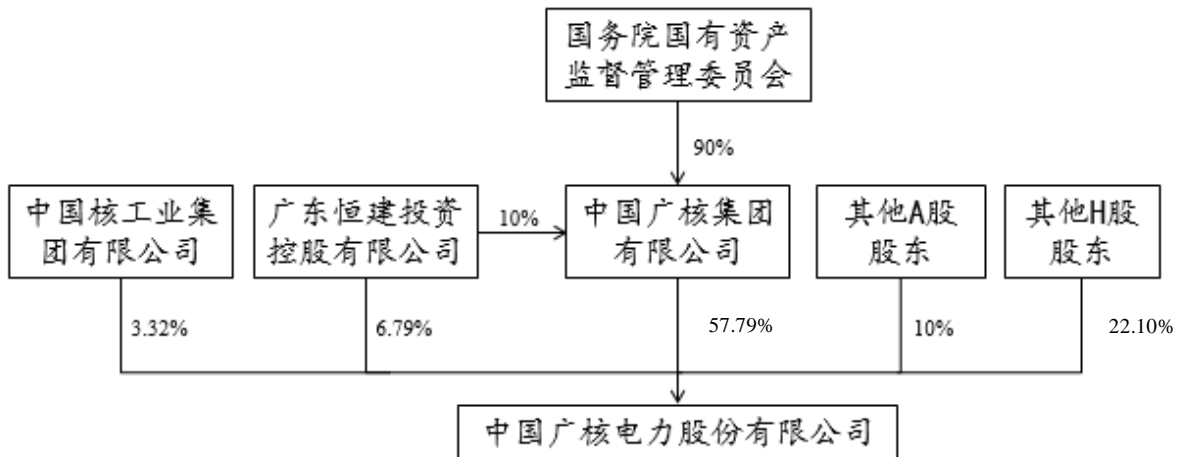 国务院国有资产
监督管理委员会
90%
中国核工业集
团有限公司
广东恒建投资
控股有限公司
10%
中国广核集团
有限公司
其他A股
股东
其他H股
股东
3.32%
6.79%
57.79%
10%
22.10%
中国广核电力股份有限公司